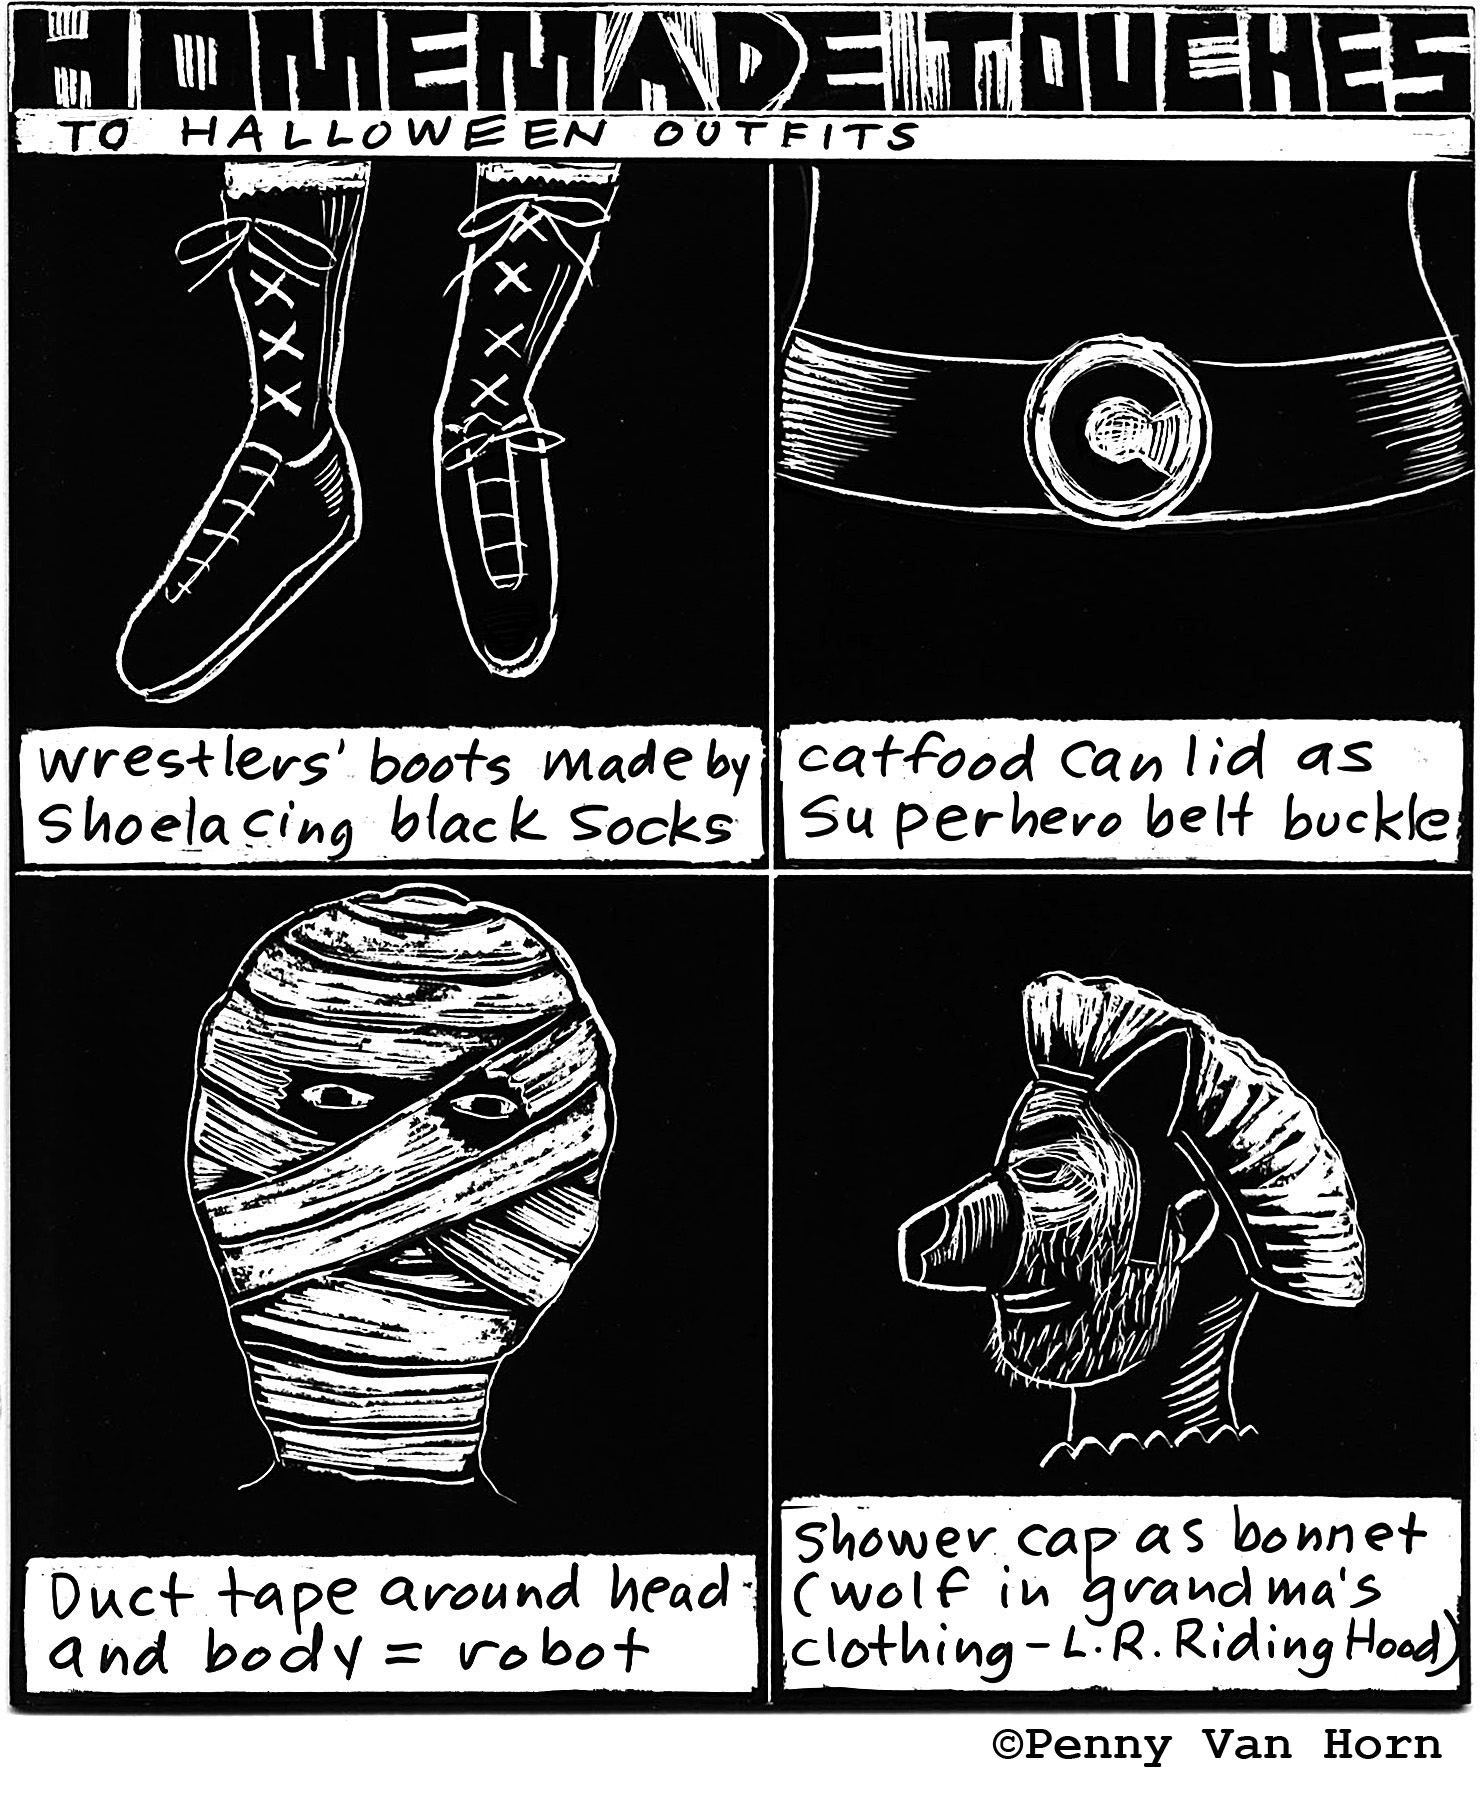 HOMEMADE TOUCHES
TO HALLOWEEN OUTFITS
wrestlers' boots made by
Shoelacing black Socks
catfood can lid as
Superhero belt buckle
Duct tape around head
and body = robot
Shower cap as bonnet
(wolf in grandma's
clothing - L.R. Riding Hood)
©Penny Van Horn